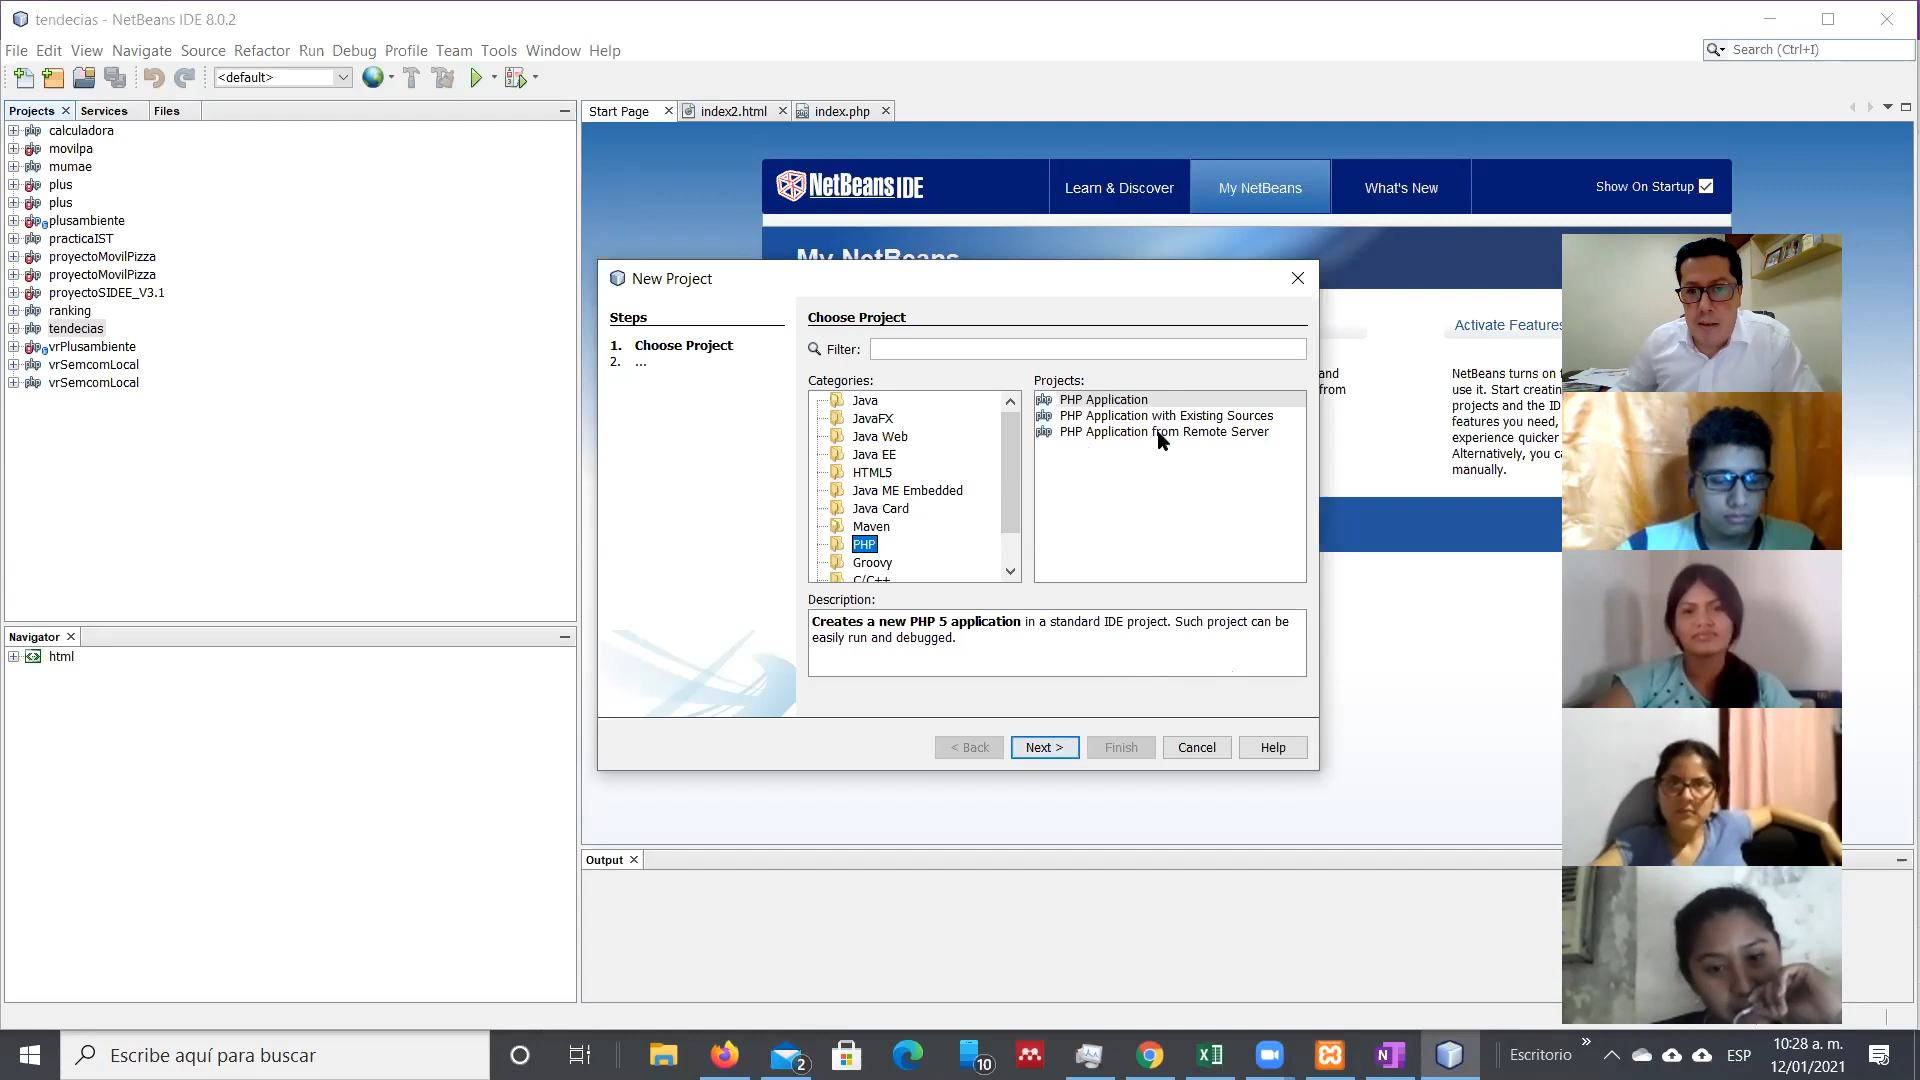 tendecias - NetBeans IDE 8.0.2
File Edit View Navigate Source Refactor Run Debug Profile Team Tools Window Help
Search (Ctrl+I)
<default>
Projects Services Files
Start Page index2.html index.php
calculadora
movilpa
mumae
plus
plus
plusambiente
practicaIST
proyectoMovilPizza
proyectoMovilPizza
proyectoSIDEE_V3.1
ranking
tendecias
vrPlusambiente
vrSemcomLocal
vrSemcomLocal
Navigator
html
NetBeans IDE
Learn & Discover
My NetBeans
What's New
Show On Startup
My NetBeans
Activate Features
NetBeans turns on
use it. Start creatin
projects and the ID
features you need,
experience quicker
Alternatively, you ca
manually.
and
from
New Project
Steps
1. Choose Project
2. ...
Choose Project
Filter:
Categories:
Java
JavaFX
Java Web
Java EE
HTML5
Java ME Embedded
Java Card
Maven
PHP
Groovy
C/C++
Projects:
PHP Application
PHP Application with Existing Sources
PHP Application from Remote Server
Description:
Creates a new PHP 5 application in a standard IDE project. Such project can be
easily run and debugged.
< Back
Next >
Finish
Cancel
Help
Output
Escribe aquí para buscar
2
10
Escritorio
ESP
10:28 a. m.
12/01/2021